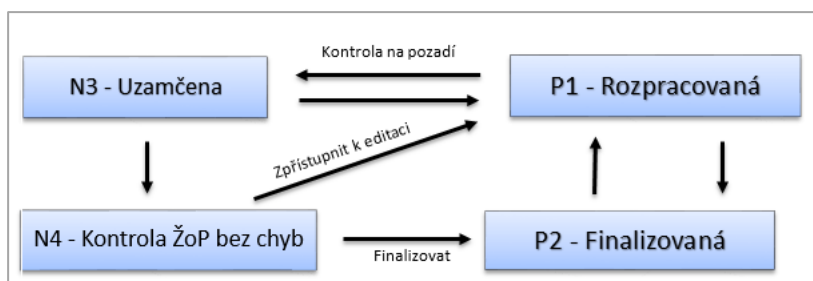 Kontrola na pozadí
N3 - Uzamčena
P1 - Rozpracovaná
Zpřístupnit k editaci
N4 - Kontrola ŽoP bez chyb
P2 - Finalizovaná
Finalizovat